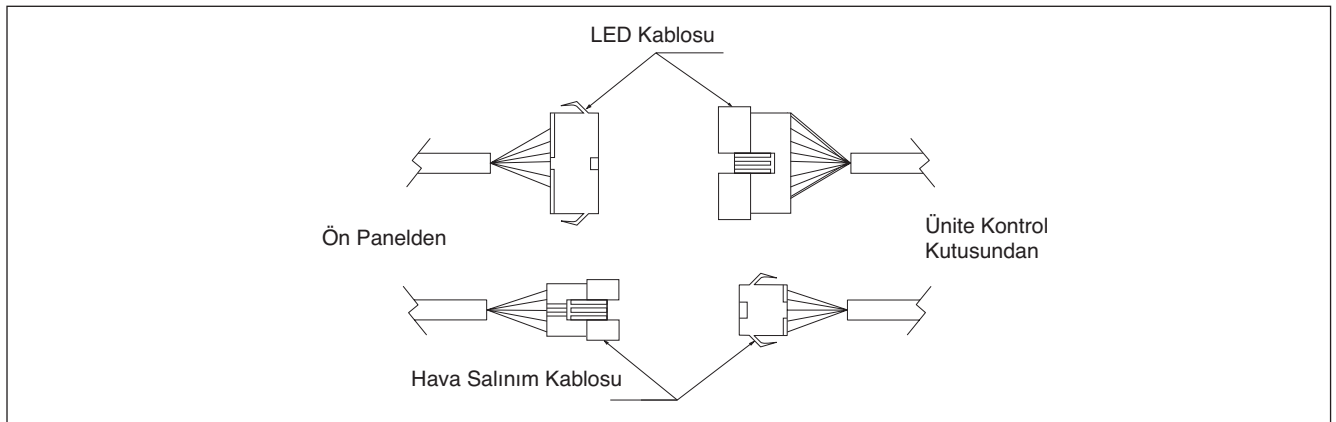 LED Kablosu
Ön Panelden
Ünite Kontrol
Kutusundan
Hava Salınım Kablosu